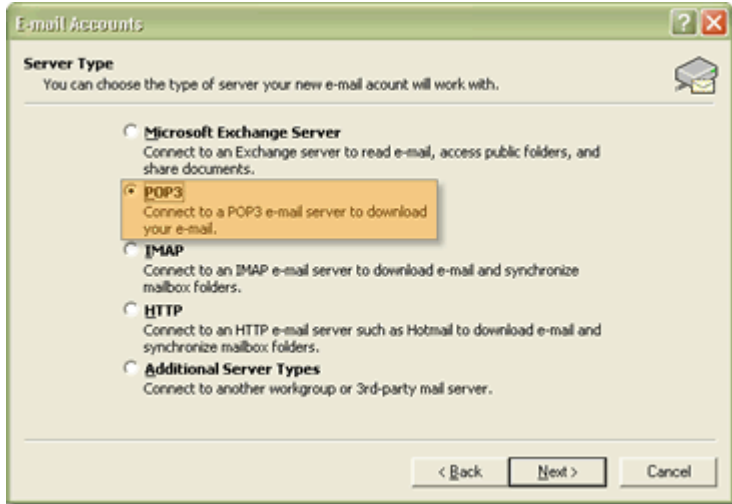 E-mail Accounts
Server Type
You can choose the type of server your new e-mail acount will work with.
Microsoft Exchange Server
Connect to an Exchange server to read e-mail, access public folders, and
share documents.
POP3
Connect to a POP3 e-mail server to download
your e-mail.
IMAP
Connect to an IMAP e-mail server to download e-mail and synchronize
mailbox folders.
HTTP
Connect to an HTTP e-mail server such as Hotmail to download e-mail and
synchronize mailbox folders.
Additional Server Types
Connect to another workgroup or 3rd-party mail server.
< Back Next > Cancel